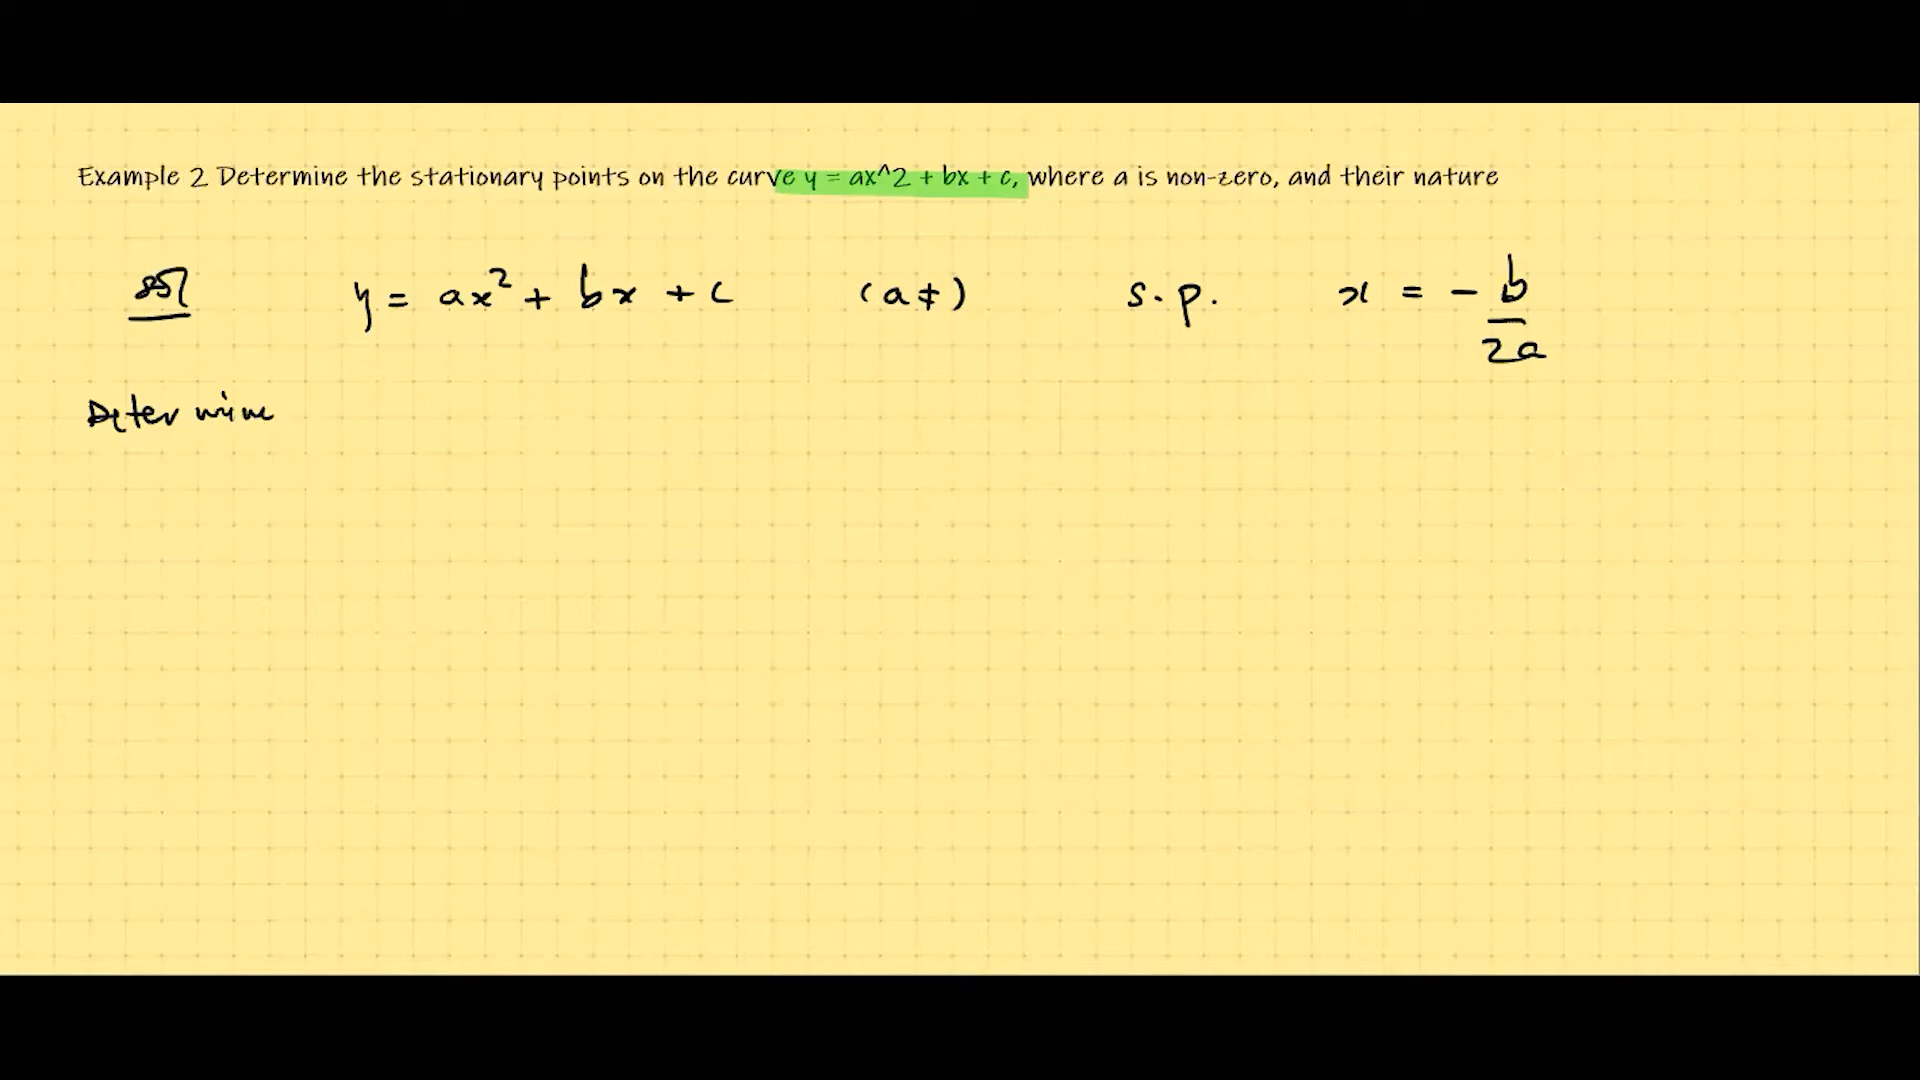 Example 2 Determine the stationary points on the curve y = ax^2 + bx + c, where a is non-zero, and their nature
sol y = ax² + bx + c (a ≠ ) s.p. x = - b/2a
Determine